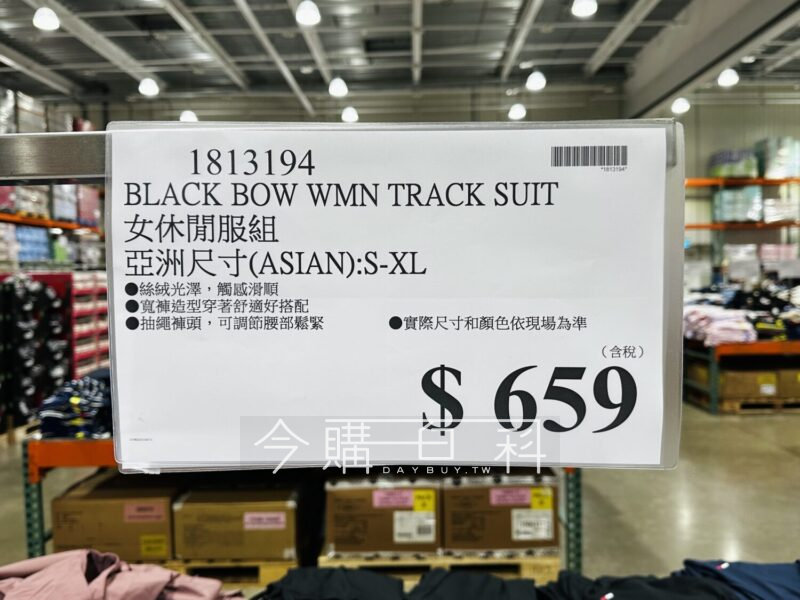 1813194
*1813194*
BLACK BOW WMN TRACK SUIT
女休閒服組
亞洲尺寸(ASIAN):S-XL
●絲絨光澤，觸感滑順
●寬褲造型穿著舒適好搭配
●抽繩褲頭，可調節腰部鬆緊 ●實際尺寸和顏色依現場為準
（含稅）
$ 659
今購百科
DAYBUY.TW